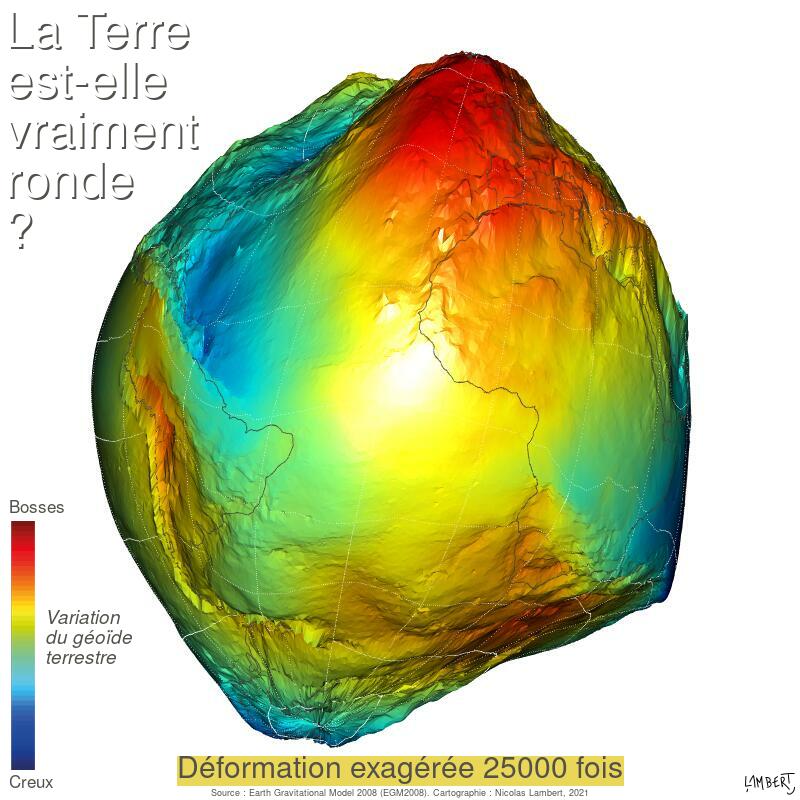 La Terre
est-elle
vraiment
ronde
?
Bosses
Variation
du géoïde
terrestre
Creux
Déformation exagérée 25000 fois
Source : Earth Gravitational Model 2008 (EGM2008). Cartographie : Nicolas Lambert, 2021
LAMBERT